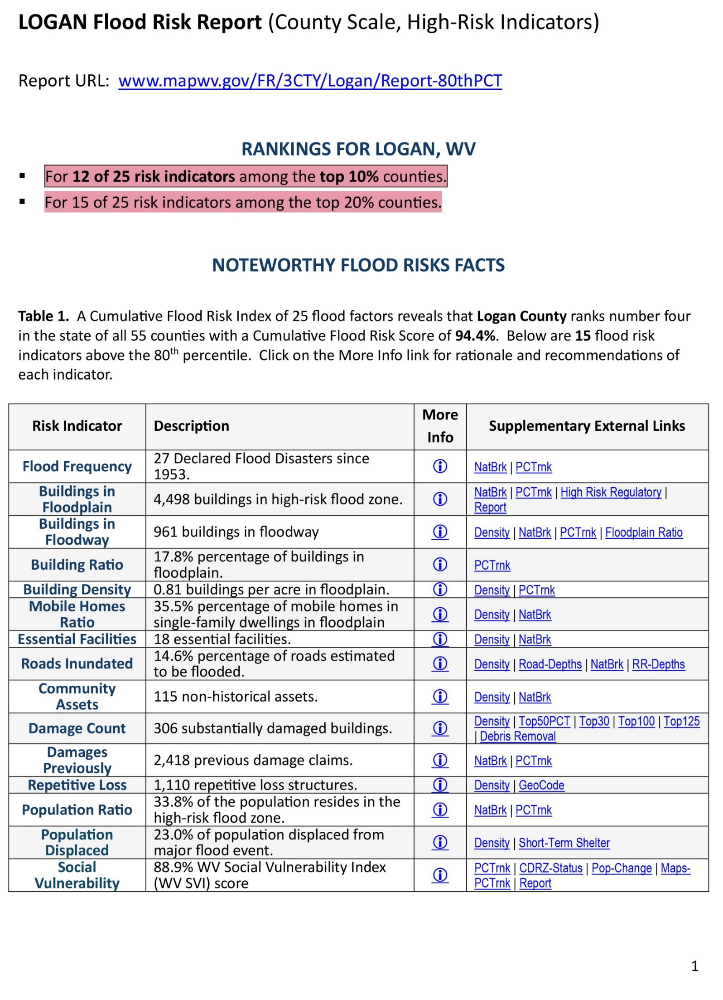 LOGAN Flood Risk Report (County Scale, High-Risk Indicators)
Report URL: www.mapwv.gov/FR/3CTY/Logan/Report-80thPCT
RANKINGS FOR LOGAN, WV
▪ For 12 of 25 risk indicators among the top 10% counties.
▪ For 15 of 25 risk indicators among the top 20% counties.
NOTEWORTHY FLOOD RISKS FACTS
Table 1. A Cumulative Flood Risk Index of 25 flood factors reveals that Logan County ranks number four
in the state of all 55 counties with a Cumulative Flood Risk Score of 94.4%. Below are 15 flood risk
indicators above the 80th percentile. Click on the More Info link for rationale and recommendations of
each indicator.
Risk Indicator
Description
More
Info
Supplementary External Links
Flood Frequency
27 Declared Flood Disasters since
1953.
NatBrk | PCTrnk
Buildings in
Floodplain
4,498 buildings in high-risk flood zone.
NatBrk | PCTrnk | High Risk Regulatory |
Report
Buildings in
Floodway
961 buildings in floodway
Density | NatBrk | PCTrnk | Floodplain Ratio
Building Ratio
17.8% percentage of buildings in
floodplain.
PCTrnk
Building Density
0.81 buildings per acre in floodplain.
Density | PCTrnk
Mobile Homes
Ratio
35.5% percentage of mobile homes in
single-family dwellings in floodplain
Density | NatBrk
Essential Facilities
18 essential facilities.
Density | NatBrk
Roads Inundated
14.6% percentage of roads estimated
to be flooded.
Density | Road-Depths | NatBrk | RR-Depths
Community
Assets
115 non-historical assets.
Density | NatBrk
Damage Count
306 substantially damaged buildings.
Density | Top50PCT | Top30 | Top100 | Top125
| Debris Removal
Damages
Previously
2,418 previous damage claims.
NatBrk | PCTrnk
Repetitive Loss
1,110 repetitive loss structures.
Density | GeoCode
Population Ratio
33.8% of the population resides in the
high-risk flood zone.
NatBrk | PCTrnk
Population
Displaced
23.0% of population displaced from
major flood event.
Density | Short-Term Shelter
Social
Vulnerability
88.9% WV Social Vulnerability Index
(WV SVI) score
PCTrnk | CDRZ-Status | Pop-Change | Maps-
PCTrnk | Report
1